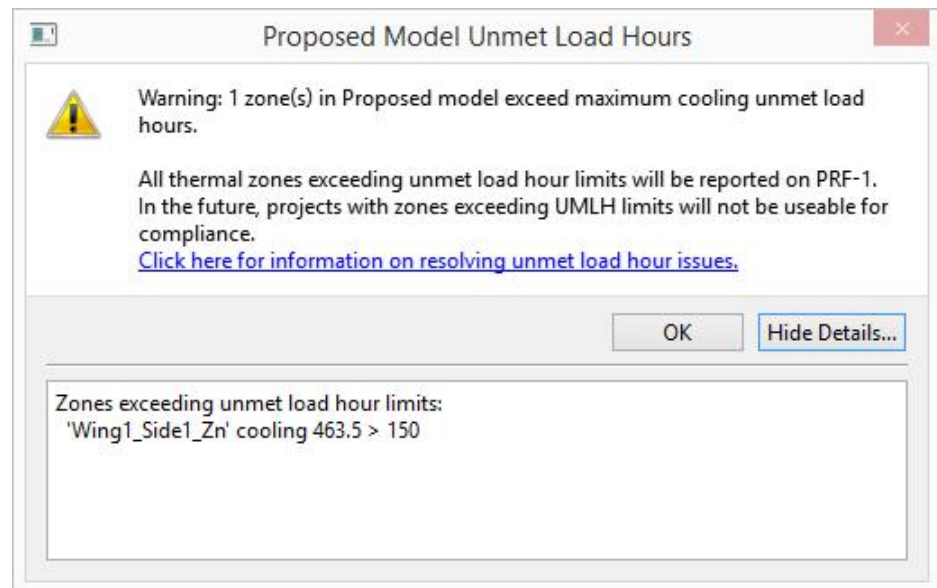 Proposed Model Unmet Load Hours
Warning: 1 zone(s) in Proposed model exceed maximum cooling unmet load
hours.
All thermal zones exceeding unmet load hour limits will be reported on PRF-1.
In the future, projects with zones exceeding UMLH limits will not be useable for
compliance.
Click here for information on resolving unmet load hour issues.
OK
Hide Details...
Zones exceeding unmet load hour limits:
'Wing1_Side1_Zn' cooling 463.5 > 150